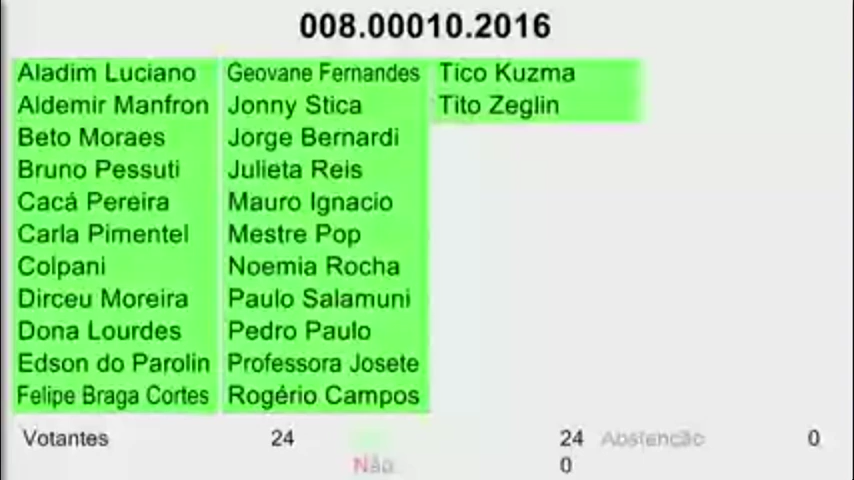 008.00010.2016
Aladim Luciano
Aldemir Manfron
Beto Moraes
Bruno Pessuti
Cacá Pereira
Carla Pimentel
Colpani
Dirceu Moreira
Dona Lourdes
Edson do Parolin
Felipe Braga Cortes
Geovane Fernandes
Jonny Stica
Jorge Bernardi
Julieta Reis
Mauro Ignacio
Mestre Pop
Noemia Rocha
Paulo Salamuni
Pedro Paulo
Professora Josete
Rogério Campos
Tico Kuzma
Tito Zeglin
Votantes 24 24 Abstenção 0
Não 0